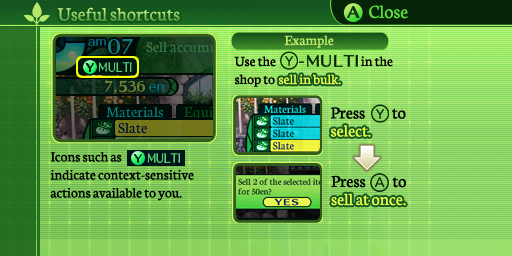 Useful shortcuts
A Close
am 07
Sell accum
Y MULTI
7,536 en
Materials
Slate
Icons such as Y MULTI
indicate context-sensitive
actions available to you.
Example
Use the Y-MULTI in the
shop to sell in bulk.
Materials
Slate
Slate
Slate
Press Y to
select.
Sell 2 of the selected ite
for 50en?
YES
Press A to
sell at once.